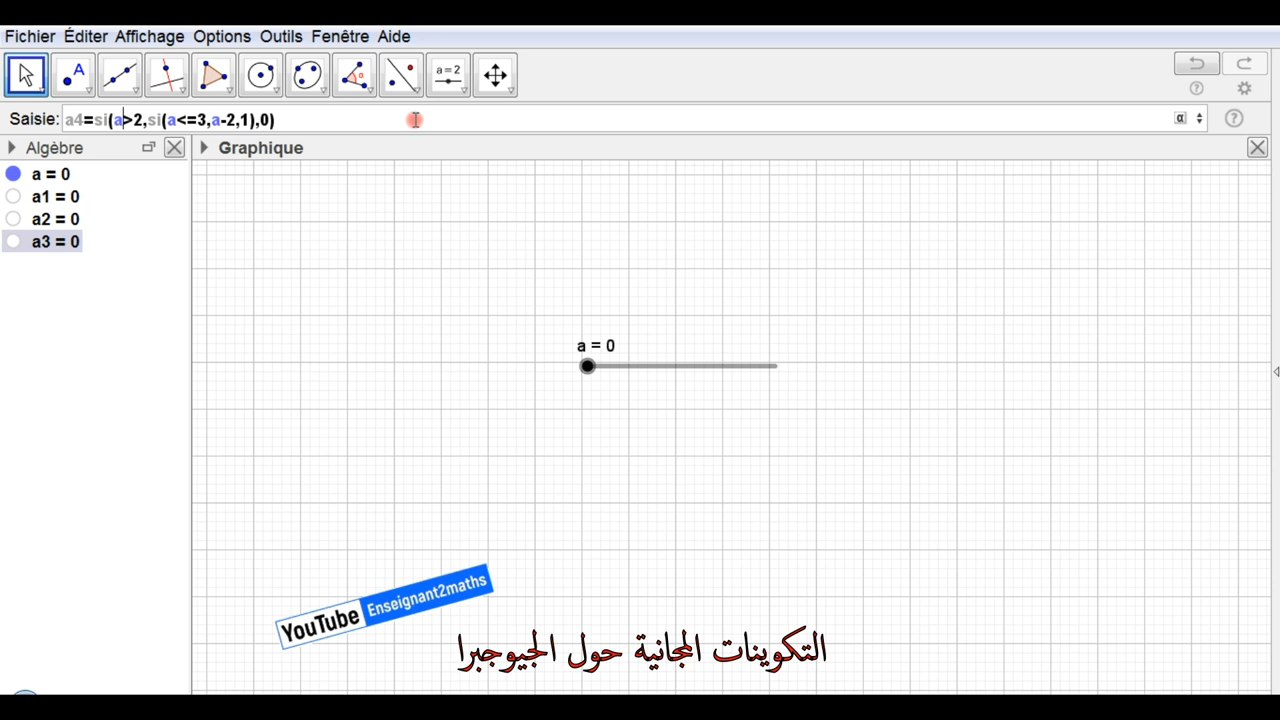 Fichier Éditer Affichage Options Outils Fenêtre Aide
A
α
a=2
Saisie: a4=si(a>2,si(a<=3,a-2,1),0) α
Algèbre
Graphique
a = 0
a1 = 0
a2 = 0
a3 = 0
a = 0
YouTube Enseignant2maths
التكوينات المجانية حول الجيوجبرا